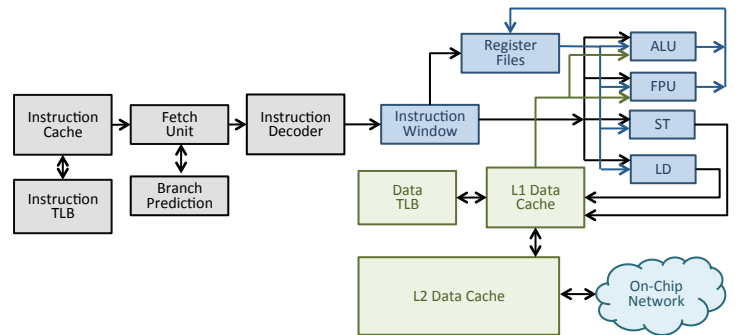 Instruction
Cache
Fetch
Unit
Instruction
Decoder
Instruction
Window
Register
Files
ALU
FPU
ST
LD
Instruction
TLB
Branch
Prediction
Data
TLB
L1 Data
Cache
L2 Data Cache
On-Chip
Network